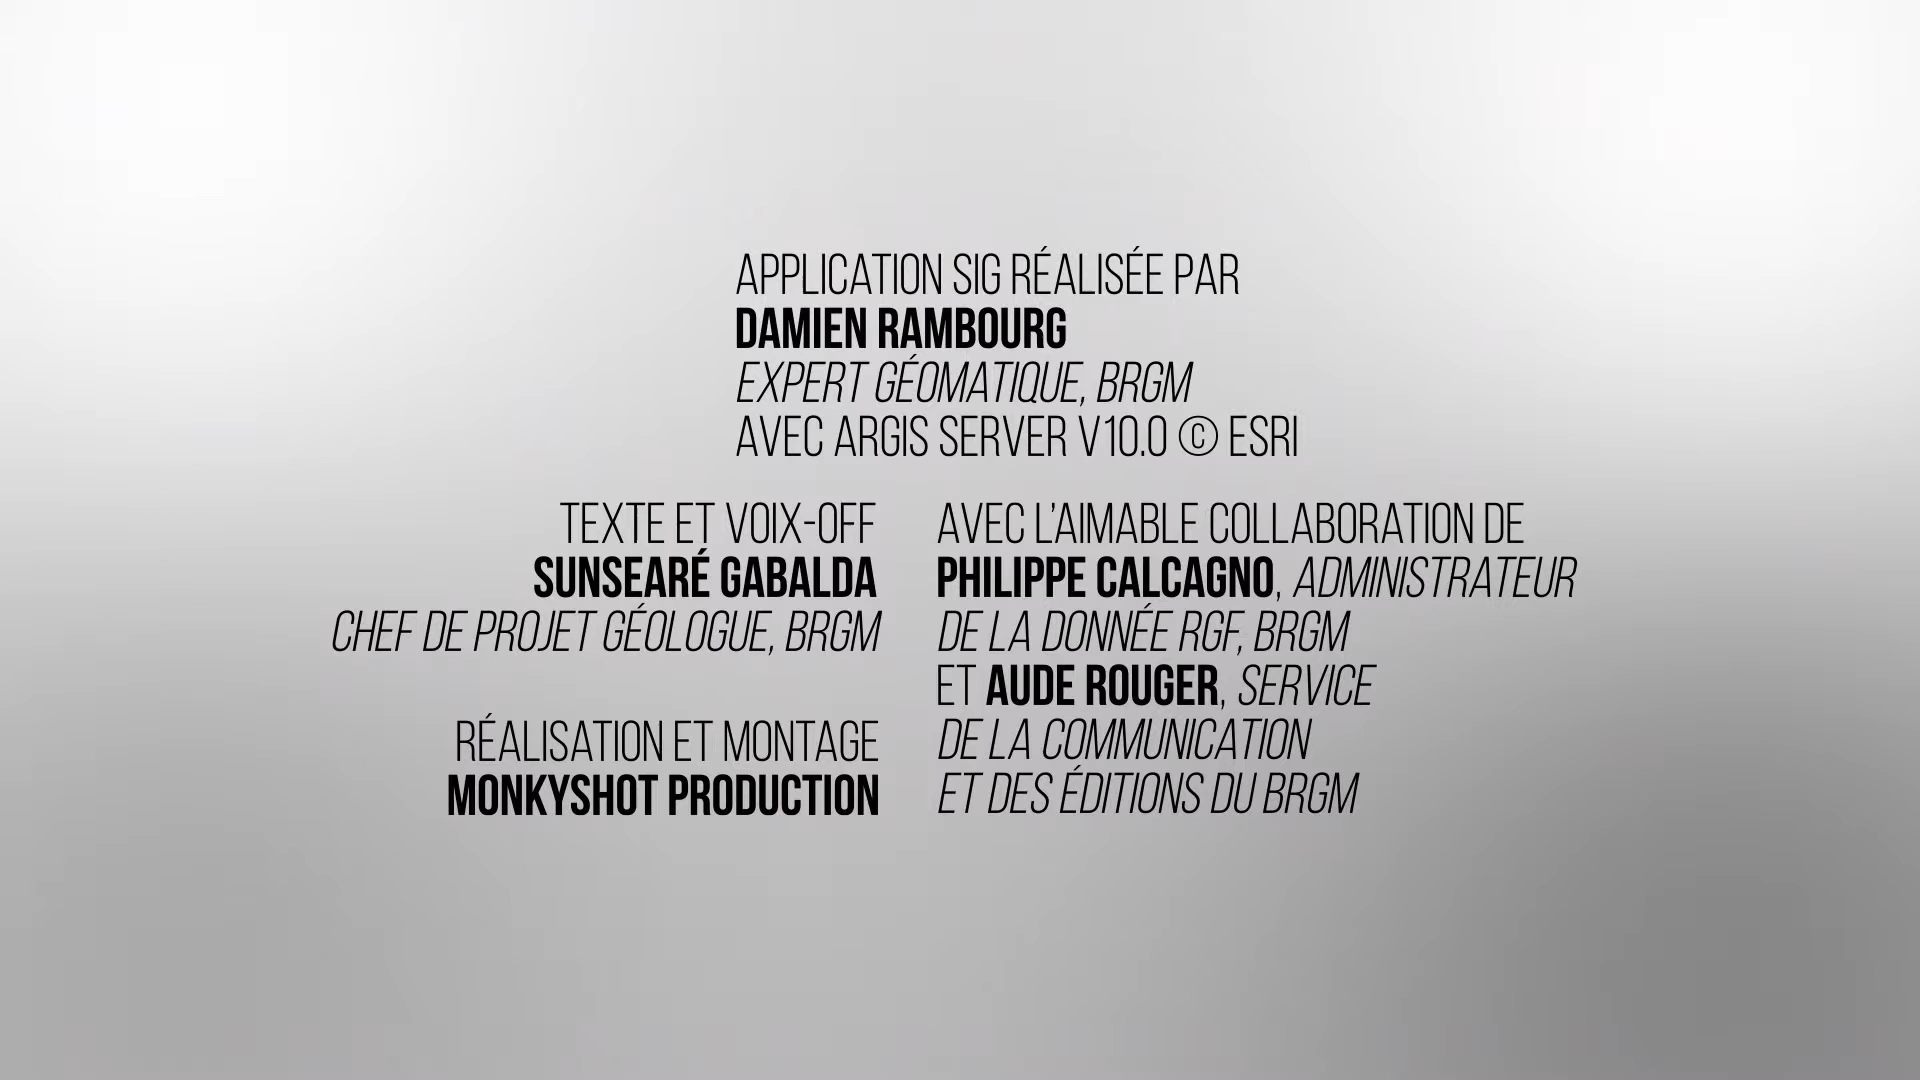 APPLICATION SIG RÉALISÉE PAR
DAMIEN RAMBOURG
EXPERT GÉOMATIQUE, BRGM
AVEC ARGIS SERVER V10.0 © ESRI
TEXTE ET VOIX-OFF
SUNSEARÉ GABALDA
CHEF DE PROJET GÉOLOGUE, BRGM
RÉALISATION ET MONTAGE
MONKYSHOT PRODUCTION
AVEC L’AIMABLE COLLABORATION DE
PHILIPPE CALCAGNO, ADMINISTRATEUR
DE LA DONNÉE RGF, BRGM
ET AUDE ROUGER, SERVICE
DE LA COMMUNICATION
ET DES ÉDITIONS DU BRGM